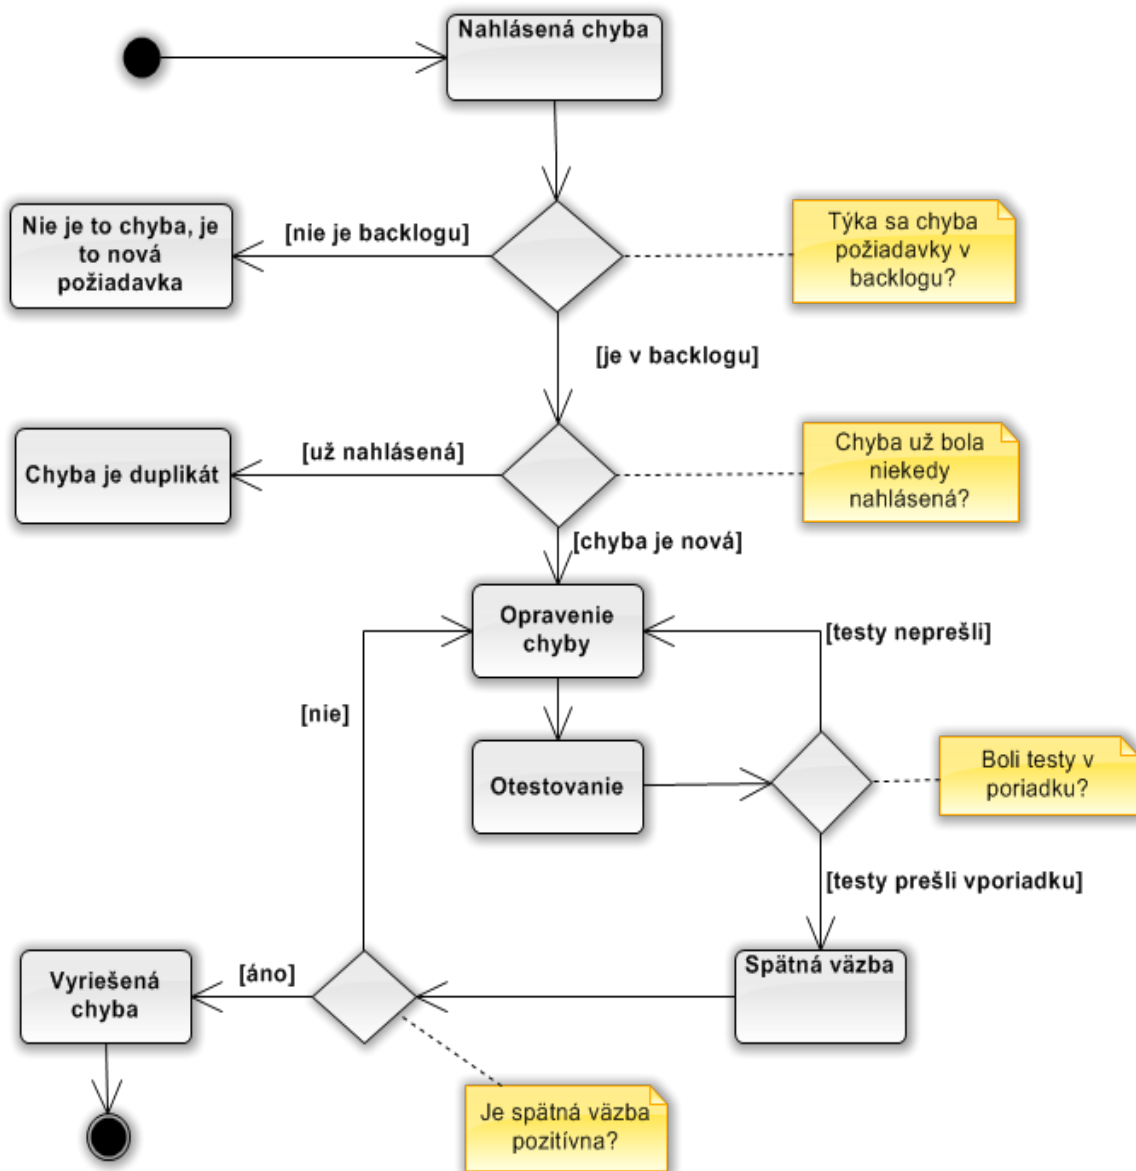 Nahlásená chyba
Nie je to chyba, je
to nová
požiadavka
[nie je backlogu]
Týka sa chyba
požiadavky v
backlogu?
[je v backlogu]
Chyba je duplikát
[už nahlásená]
Chyba už bola
niekedy
nahlásená?
[chyba je nová]
Opravenie
chyby
[testy neprešli]
[nie]
Otestovanie
Boli testy v
poriadku?
[testy prešli vporiadku]
Spätná väzba
[áno]
Vyriešená
chyba
Je spätná väzba
pozitívna?